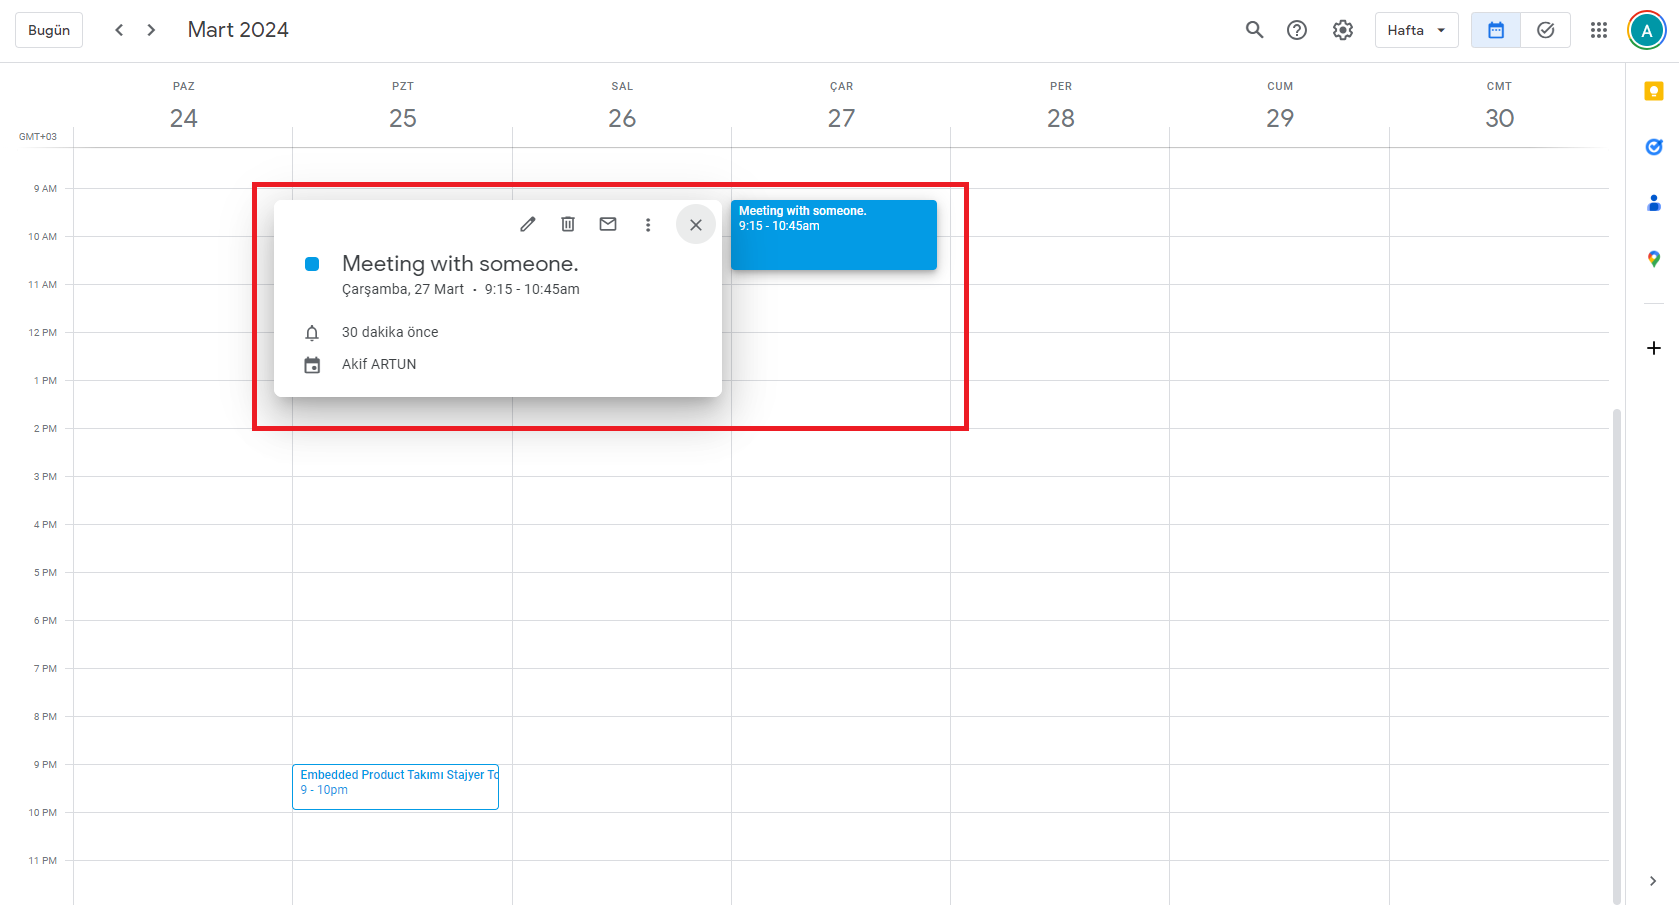 Bugün
Mart 2024
Hafta
A
PAZ
PZT
SAL
ÇAR
PER
CUM
CMT
24
25
26
27
28
29
30
GMT+03
9 AM
10 AM
11 AM
12 PM
1 PM
2 PM
3 PM
4 PM
5 PM
6 PM
7 PM
8 PM
9 PM
10 PM
11 PM
Meeting with someone.
Çarşamba, 27 Mart • 9:15 - 10:45am
30 dakika önce
Akif ARTUN
Meeting with someone.
9:15 - 10:45am
Embedded Product Takımı Stajyer To
9 - 10pm